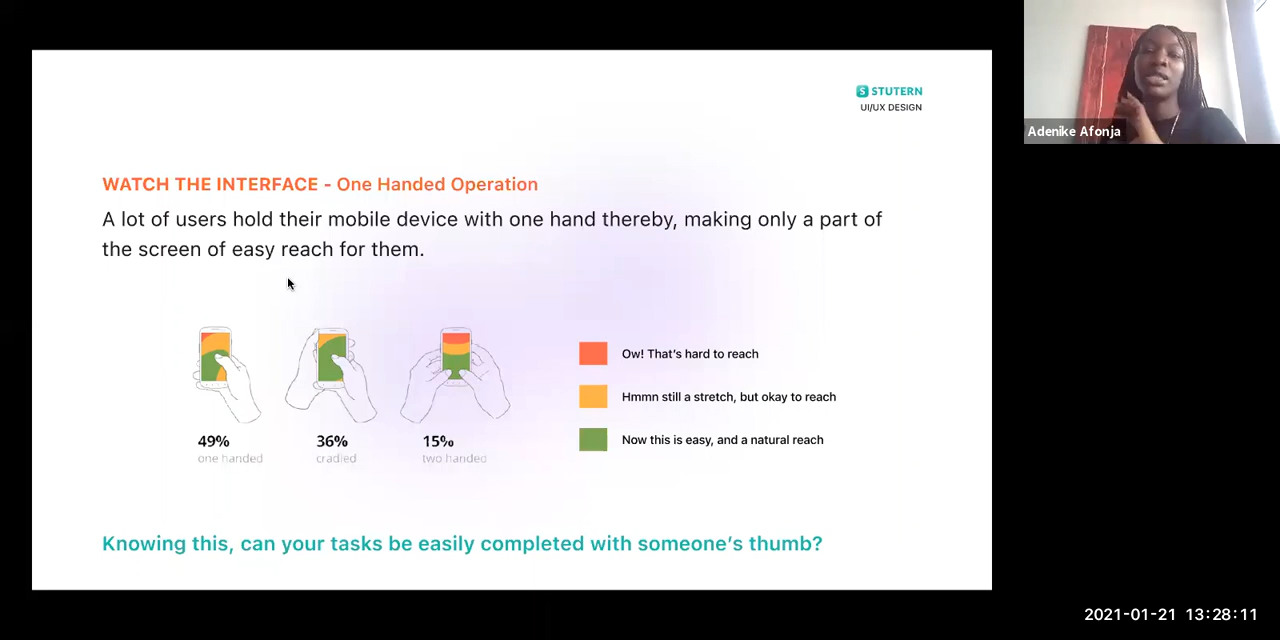 S STUTERN
UI/UX DESIGN
Adenike Afonja
WATCH THE INTERFACE - One Handed Operation
A lot of users hold their mobile device with one hand thereby, making only a part of
the screen of easy reach for them.
Ow! That's hard to reach
Hmmn still a stretch, but okay to reach
Now this is easy, and a natural reach
49% 36% 15%
one handed cradled two handed
Knowing this, can your tasks be easily completed with someone's thumb?
2021-01-21 13:28:11